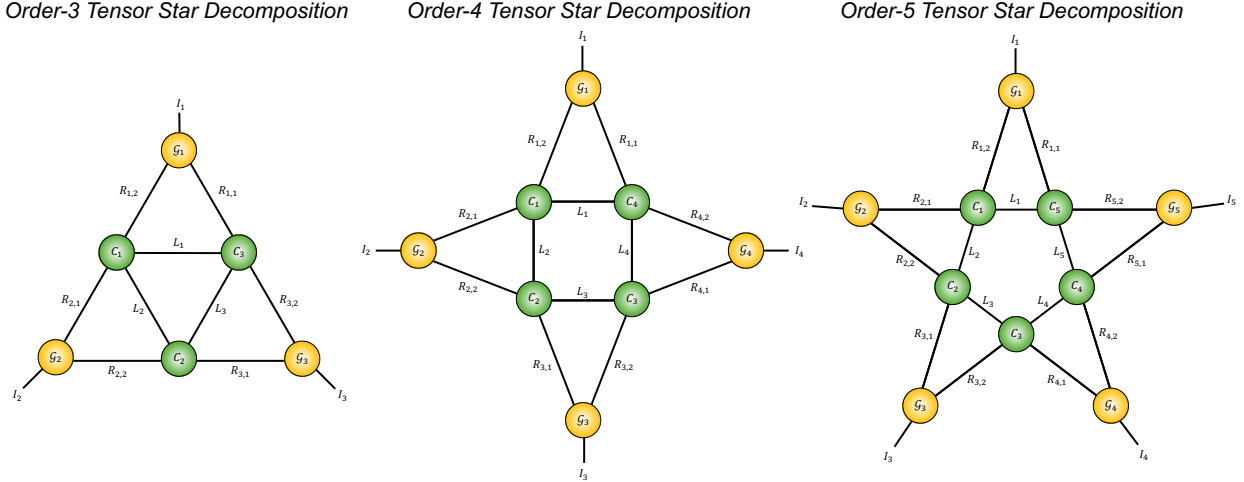 Order-3 Tensor Star Decomposition
I₁
𝒢₁
R₁,₂
R₁,₁
C₁
L₁
C₃
R₂,₁
L₂
L₃
R₃,₂
𝒢₂
C₂
𝒢₃
R₂,₂
R₃,₁
I₂
I₃
Order-4 Tensor Star Decomposition
I₁
𝒢₁
R₁,₂
R₁,₁
C₁
C₄
L₁
R₂,₁
R₄,₂
I₂
𝒢₂
L₂
L₄
𝒢₄
I₄
R₂,₂
L₃
R₄,₁
C₂
C₃
R₃,₁
R₃,₂
𝒢₃
I₃
Order-5 Tensor Star Decomposition
I₁
𝒢₁
R₁,₂
R₁,₁
I₂
𝒢₂
R₂,₁
C₁
L₁
C₅
R₅,₂
𝒢₅
I₅
R₂,₂
L₂
L₅
R₅,₁
C₂
L₃
L₄
C₄
R₃,₁
C₃
R₄,₂
R₃,₂
R₄,₁
𝒢₃
𝒢₄
I₃
I₄